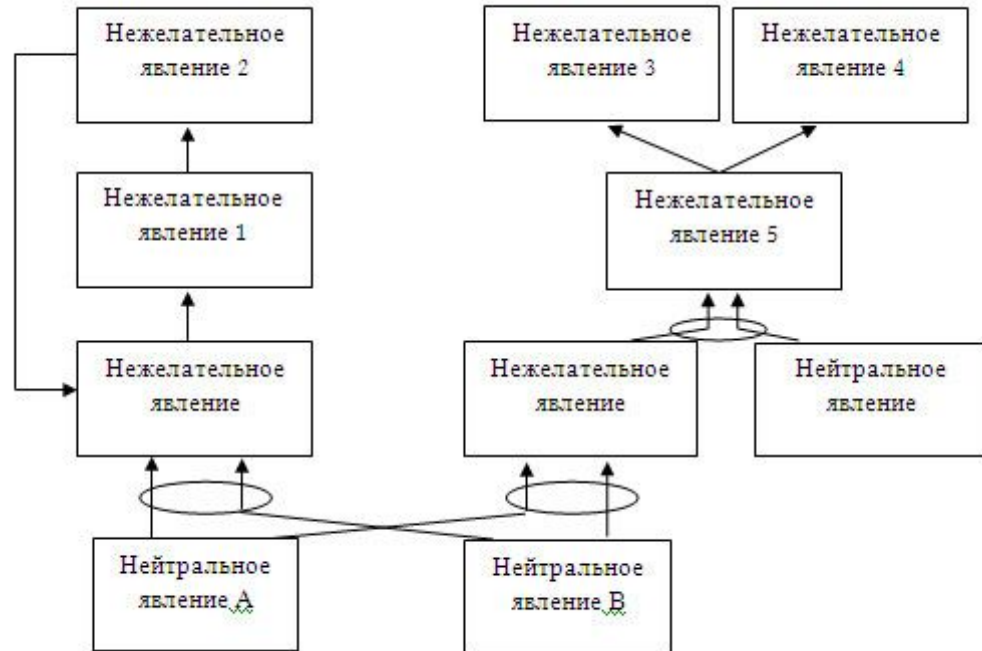 Нежелательное
явление 2
Нежелательное
явление 3
Нежелательное
явление 4
Нежелательное
явление 1
Нежелательное
явление 5
Нежелательное
явление
Нежелательное
явление
Нейтральное
явление
Нейтральное
явление А
Нейтральное
явление В